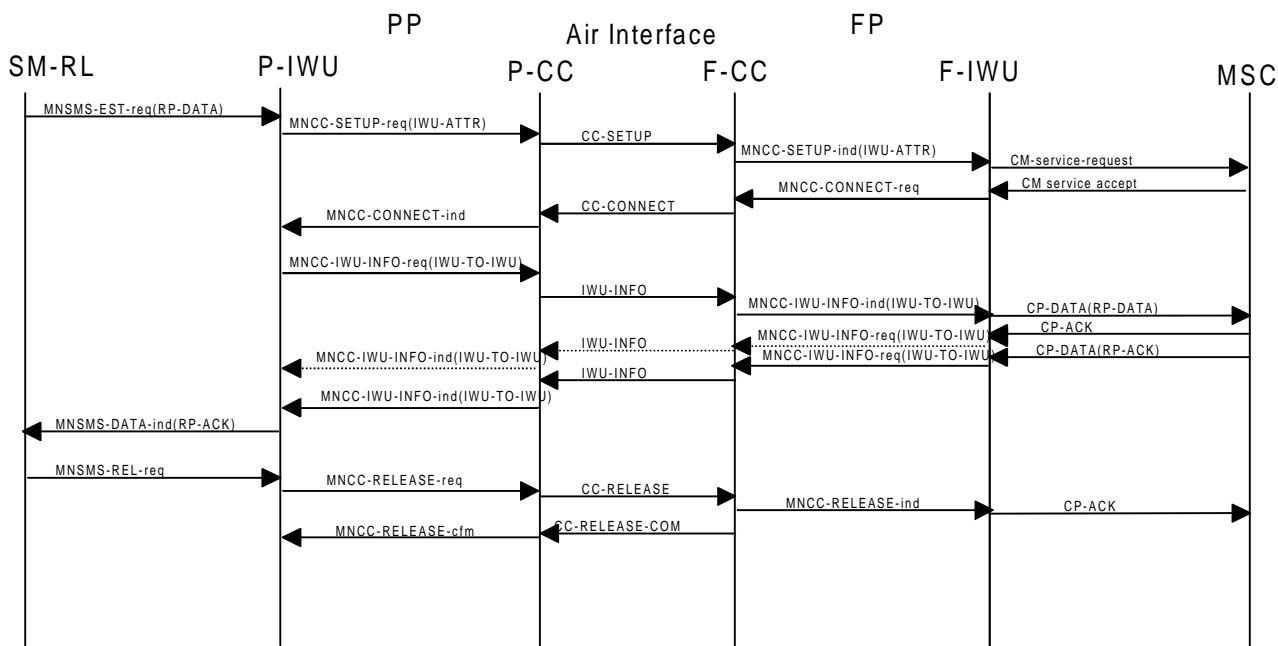 PP
Air Interface
FP
SM-RL
P-IWU
P-CC
F-CC
F-IWU
MSC
MNSMS-EST-req(RP-DATA)
MNCC-SETUP-req(IWU-ATTR)
CC-SETUP
MNCC-SETUP-ind(IWU-ATTR)
CM-service-request
CM service accept
MNCC-CONNECT-req
CC-CONNECT
MNCC-CONNECT-ind
MNCC-IWU-INFO-req(IWU-TO-IWU)
IWU-INFO
MNCC-IWU-INFO-ind(IWU-TO-IWU)
CP-DATA(RP-DATA)
CP-ACK
MNCC-IWU-INFO-req(IWU-TO-IWU)
IWU-INFO
MNCC-IWU-INFO-ind(IWU-TO-IWU)
CP-DATA(RP-ACK)
MNCC-IWU-INFO-req(IWU-TO-IWU)
IWU-INFO
MNCC-IWU-INFO-ind(IWU-TO-IWU)
MNSMS-DATA-ind(RP-ACK)
MNSMS-REL-req
MNCC-RELEASE-req
CC-RELEASE
MNCC-RELEASE-ind
CP-ACK
CC-RELEASE-COM
MNCC-RELEASE-cfm